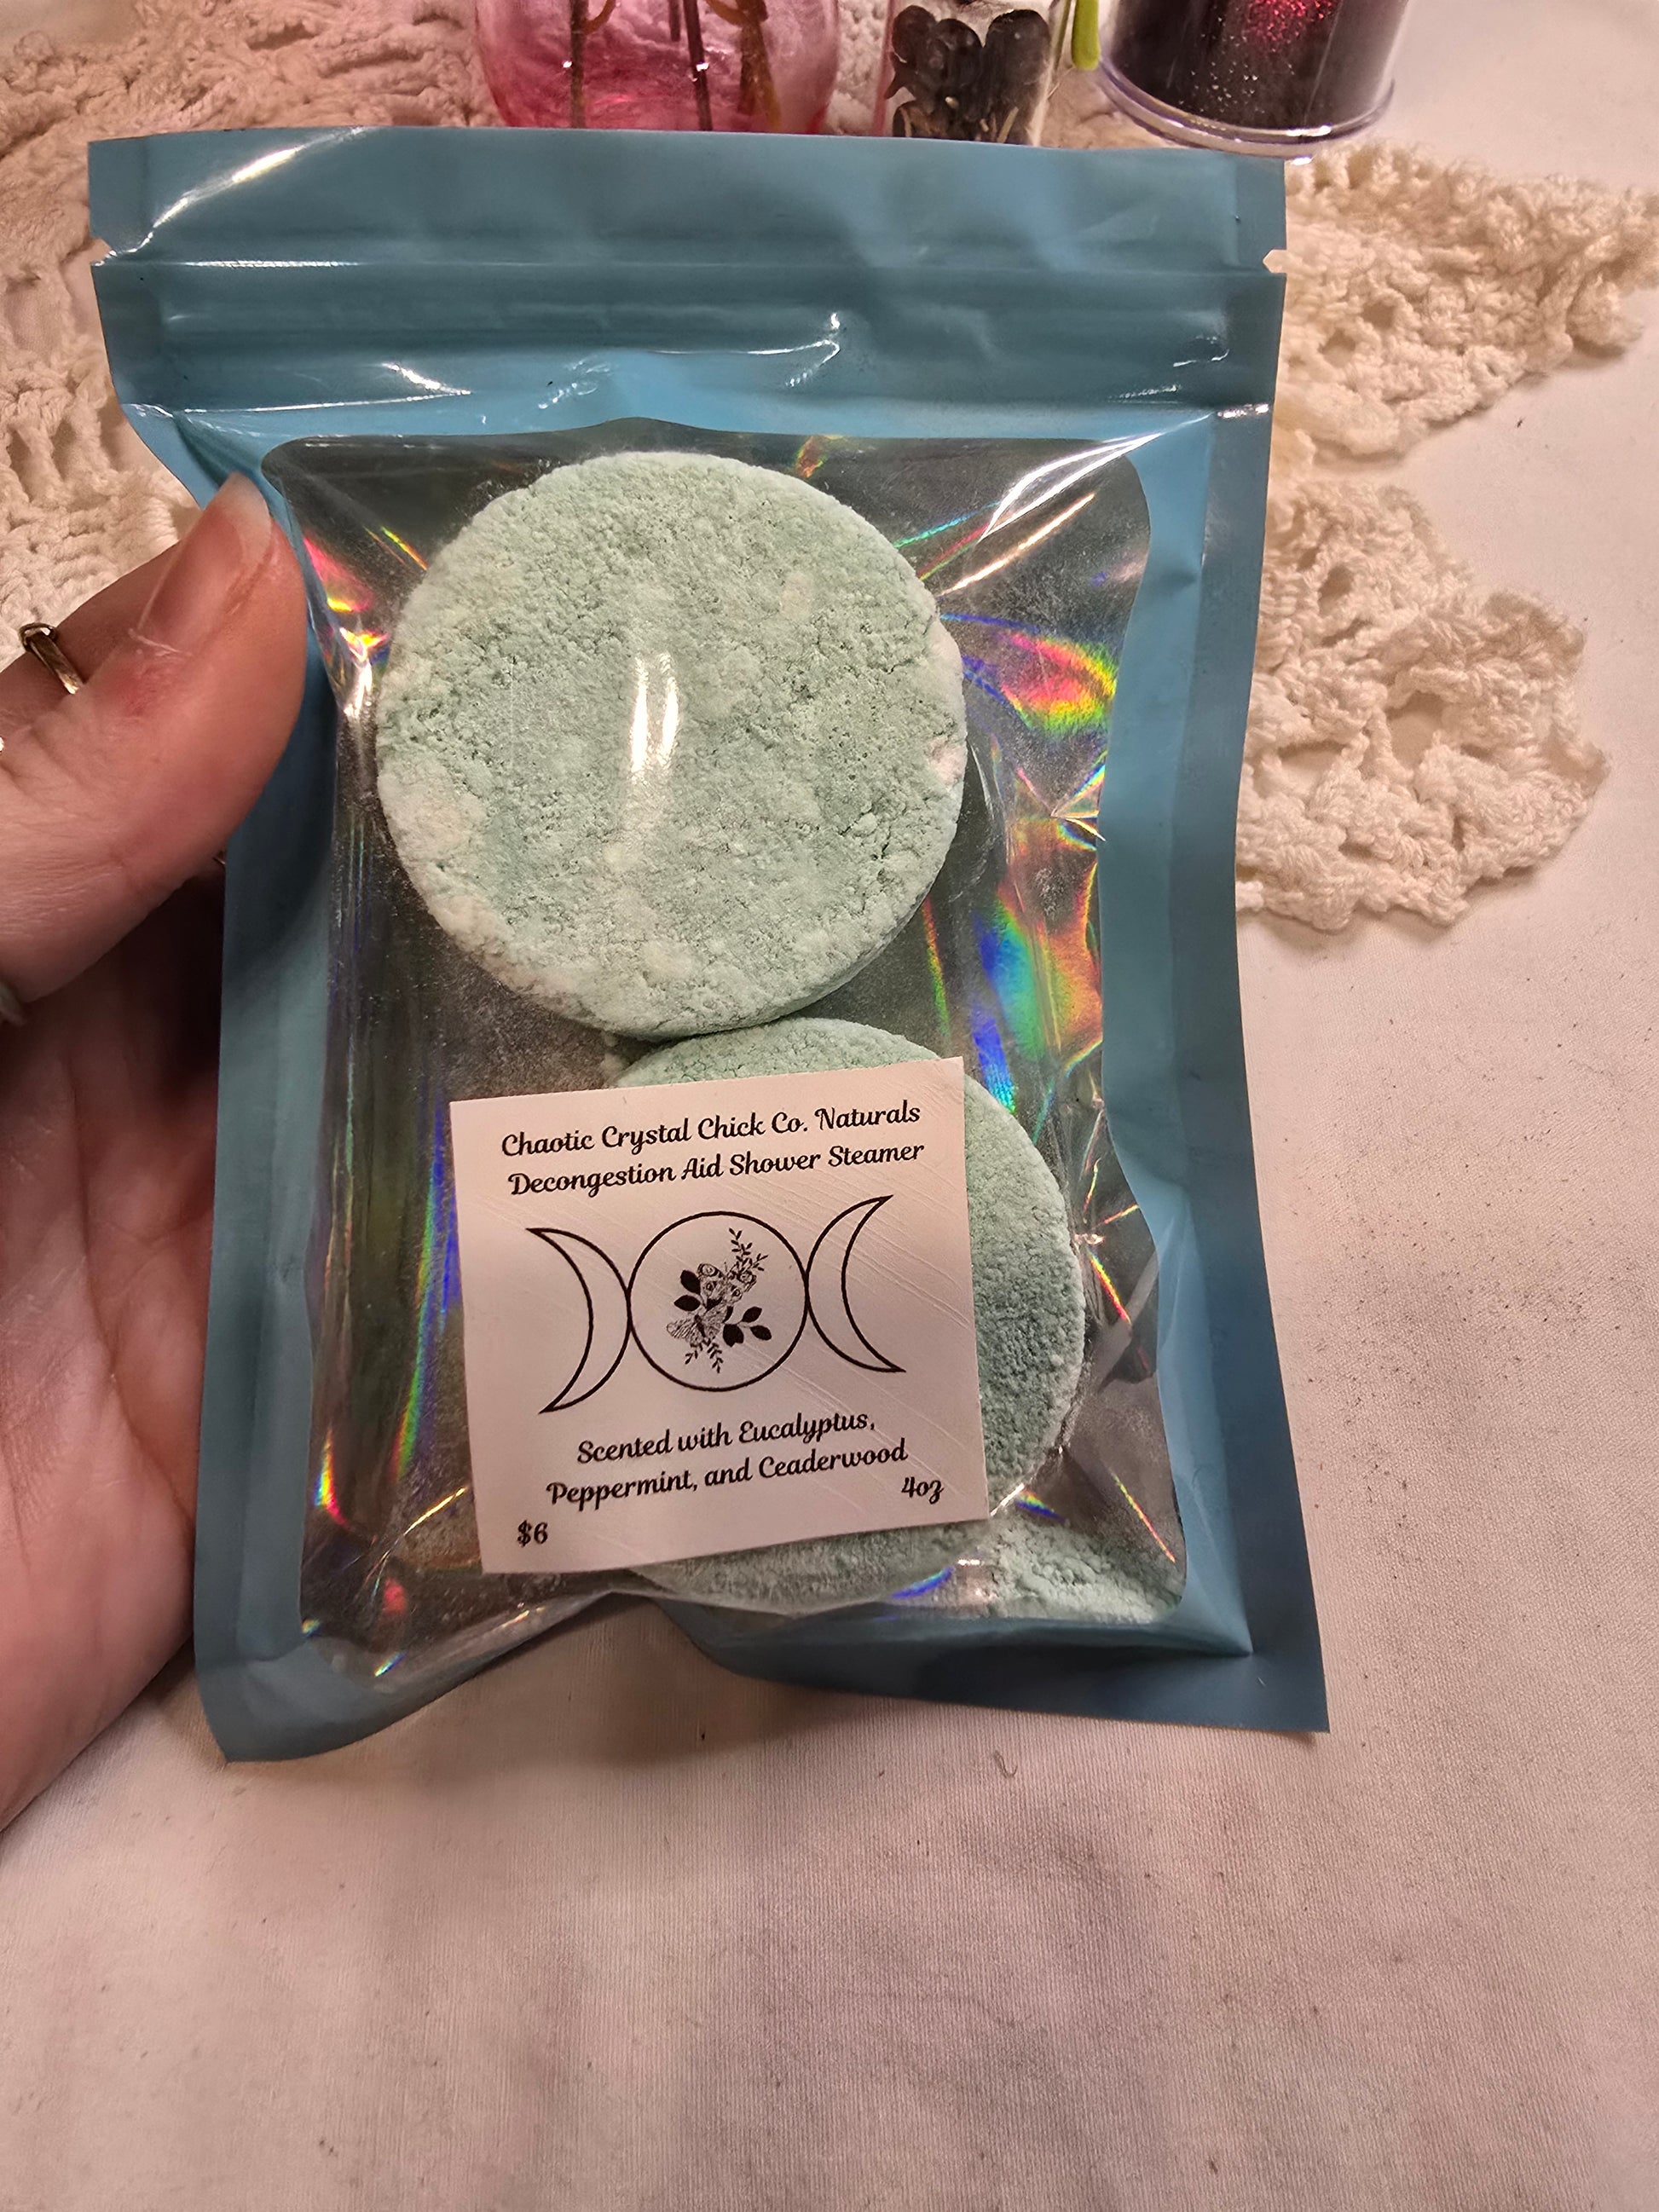 Chaotic Crystal Chick Co. Naturals
Decongestion Aid Shower Steamer
Scented with Eucalyptus,
Peppermint, and Ceaderwood
4oz
$6